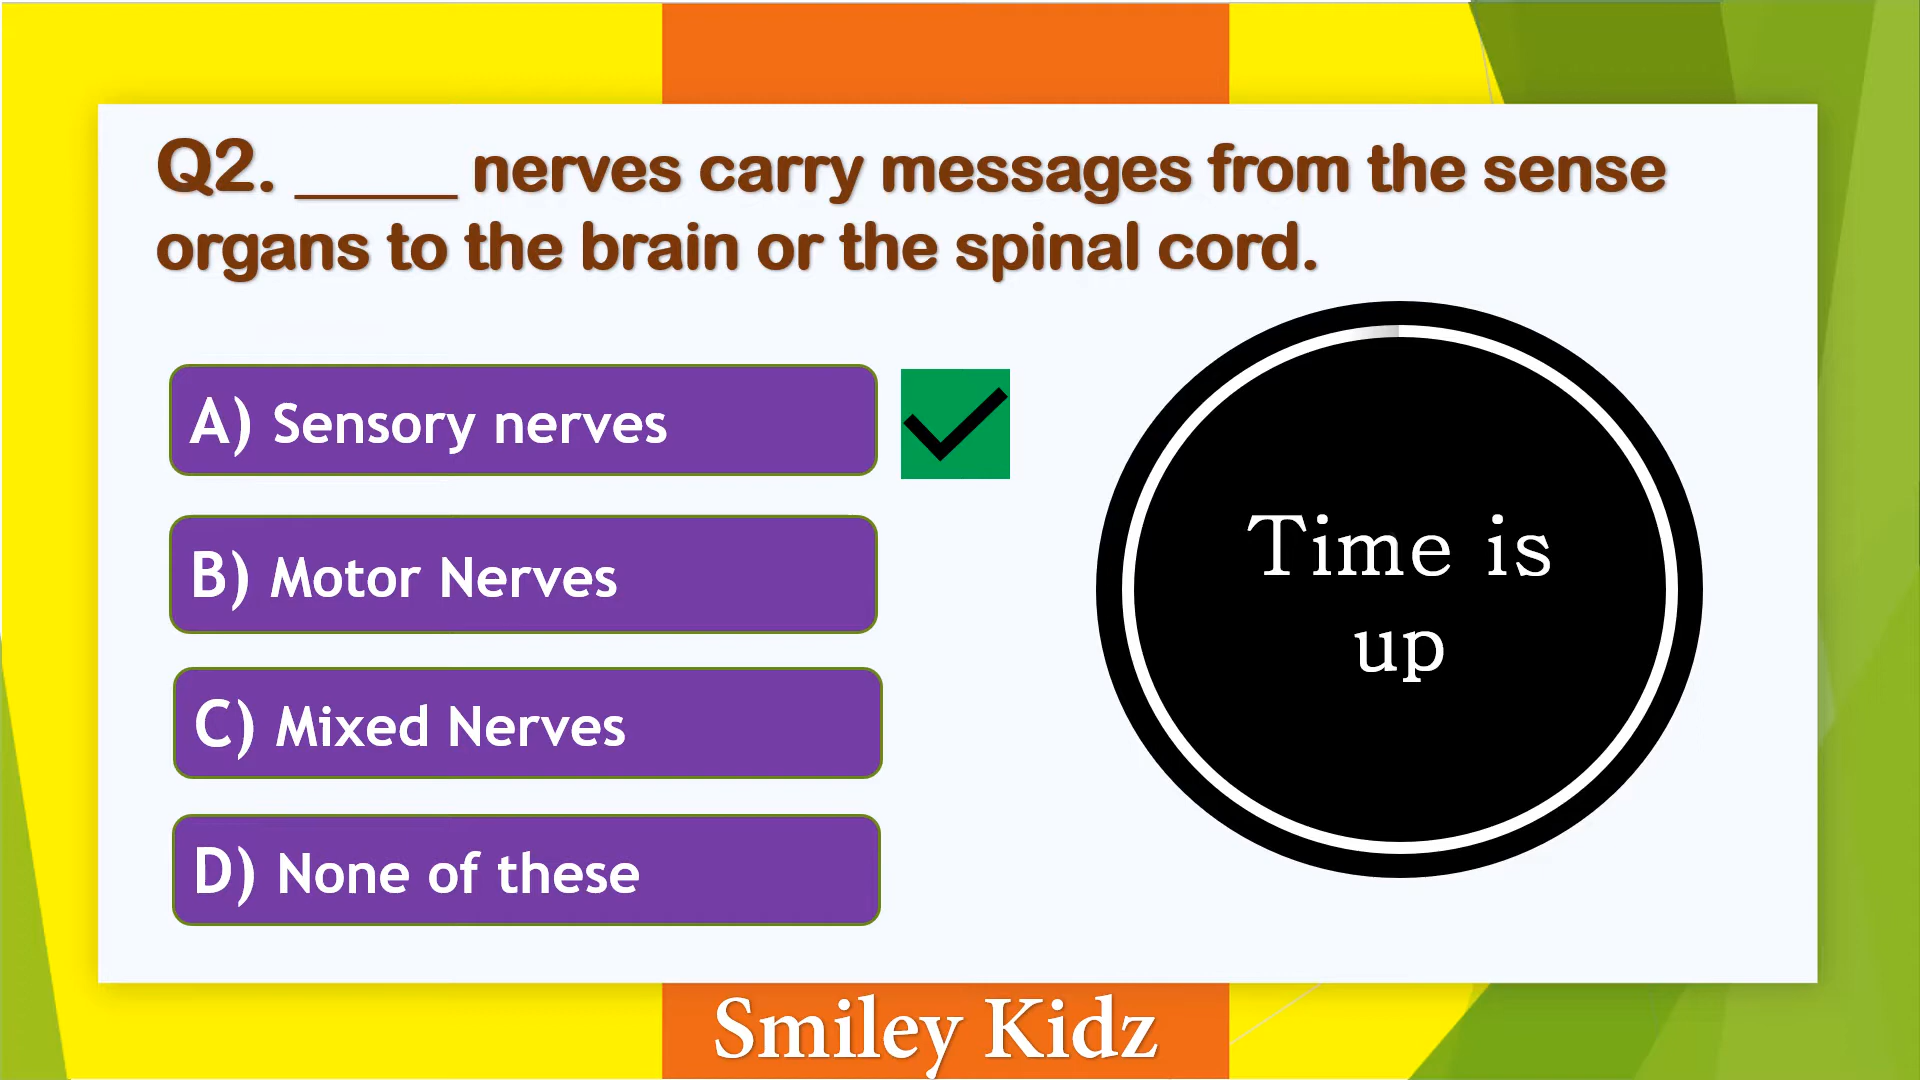 Q2. _____ nerves carry messages from the sense
organs to the brain or the spinal cord.
A) Sensory nerves
B) Motor Nerves
C) Mixed Nerves
D) None of these
Time is
up
Smiley Kidz